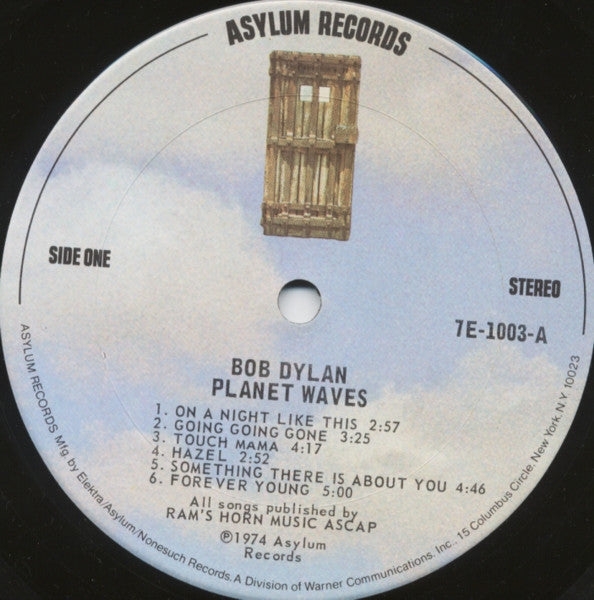 ASYLUM RECORDS
SIDE ONE
STEREO
7E-1003-A
BOB DYLAN
PLANET WAVES
1. ON A NIGHT LIKE THIS 2:57
2. GOING GOING GONE 3:25
3. TOUCH MAMA 4:17
4. HAZEL 2:52
5. SOMETHING THERE IS ABOUT YOU 4:46
6. FOREVER YOUNG 5:00
All songs published by
RAM'S HORN MUSIC ASCAP
℗1974 Asylum
Records
ASYLUM RECORDS Mfg. by Elektra/Asylum/Nonesuch Records. A Division of Warner Communications, Inc., 15 Columbus Circle, New York, N.Y. 10023